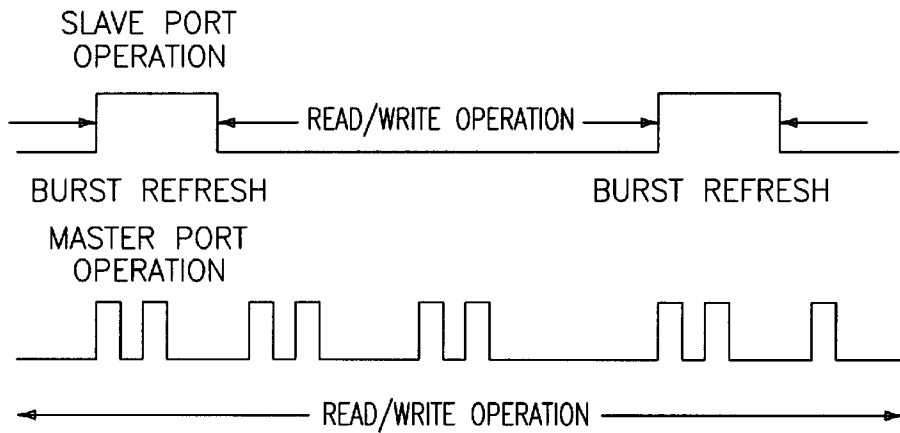 SLAVE PORT
OPERATION
READ/WRITE OPERATION
BURST REFRESH
BURST REFRESH
MASTER PORT
OPERATION
READ/WRITE OPERATION